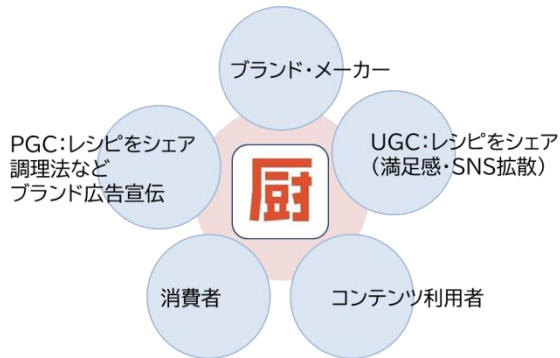 ブランド・メーカー
PGC:レシピをシェア
調理法など
ブランド広告宣伝
UGC:レシピをシェア
(満足感・SNS拡散)
厨
消費者
コンテンツ利用者